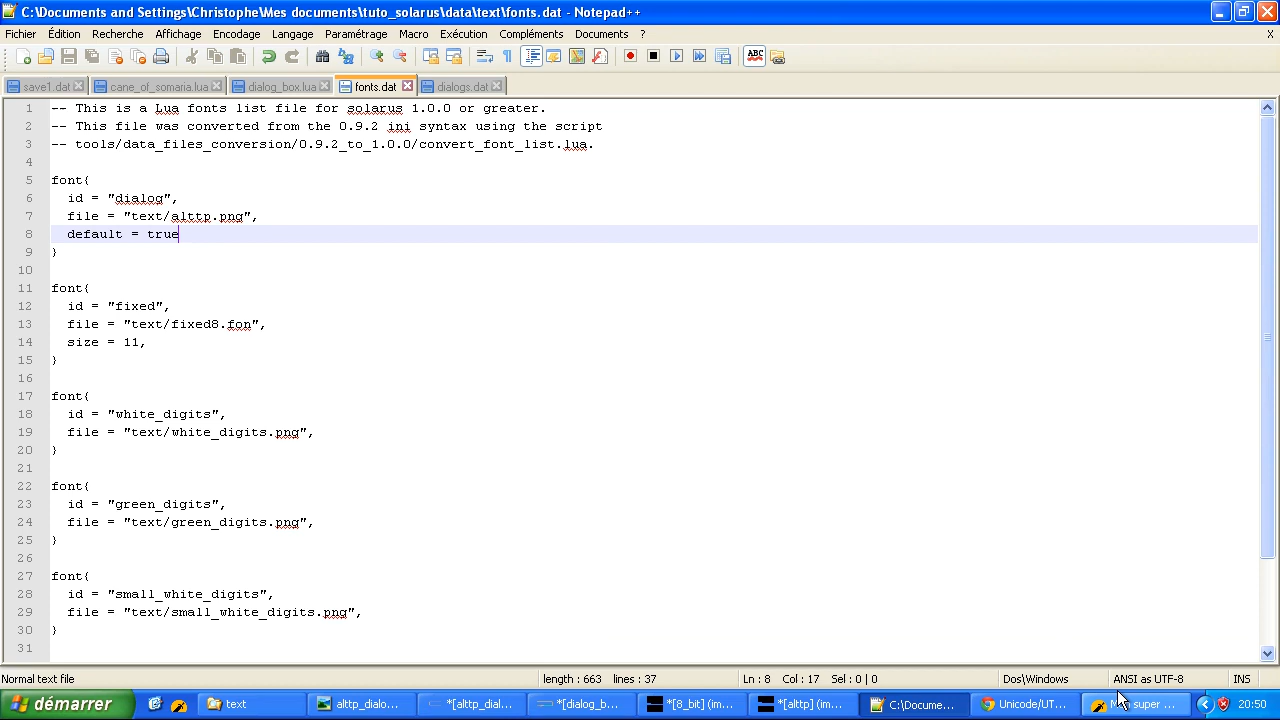 C:\Documents and Settings\Christophe\Mes documents\tuto_solarus\data\text\fonts.dat - Notepad++
Fichier Édition Recherche Affichage Encodage Langage Paramétrage Macro Exécution Compléments Documents ? X
ABC
save1.dat cane_of_somaria.lua dialog_box.lua fonts.dat dialogs.dat
1 -- This is a Lua fonts list file for solarus 1.0.0 or greater.
2 -- This file was converted from the 0.9.2 ini syntax using the script
3 -- tools/data_files_conversion/0.9.2_to_1.0.0/convert_font_list.lua.
4
5 font{
6 id = "dialog",
7 file = "text/alttp.png",
8 default = true
9 }
10
11 font{
12 id = "fixed",
13 file = "text/fixed8.fon",
14 size = 11,
15 }
16
17 font{
18 id = "white_digits",
19 file = "text/white_digits.png",
20 }
21
22 font{
23 id = "green_digits",
24 file = "text/green_digits.png",
25 }
26
27 font{
28 id = "small_white_digits",
29 file = "text/small_white_digits.png",
30 }
31
Normal text file length : 663 lines : 37 Ln : 8 Col : 17 Sel : 0 | 0 Dos\Windows ANSI as UTF-8 INS
démarrer text alttp_dialo... *[alttp_dial... *[dialog_b... *[8_bit] (im... *[alttp] (im... C:\Docume... Unicode/UT... super ... 20:50